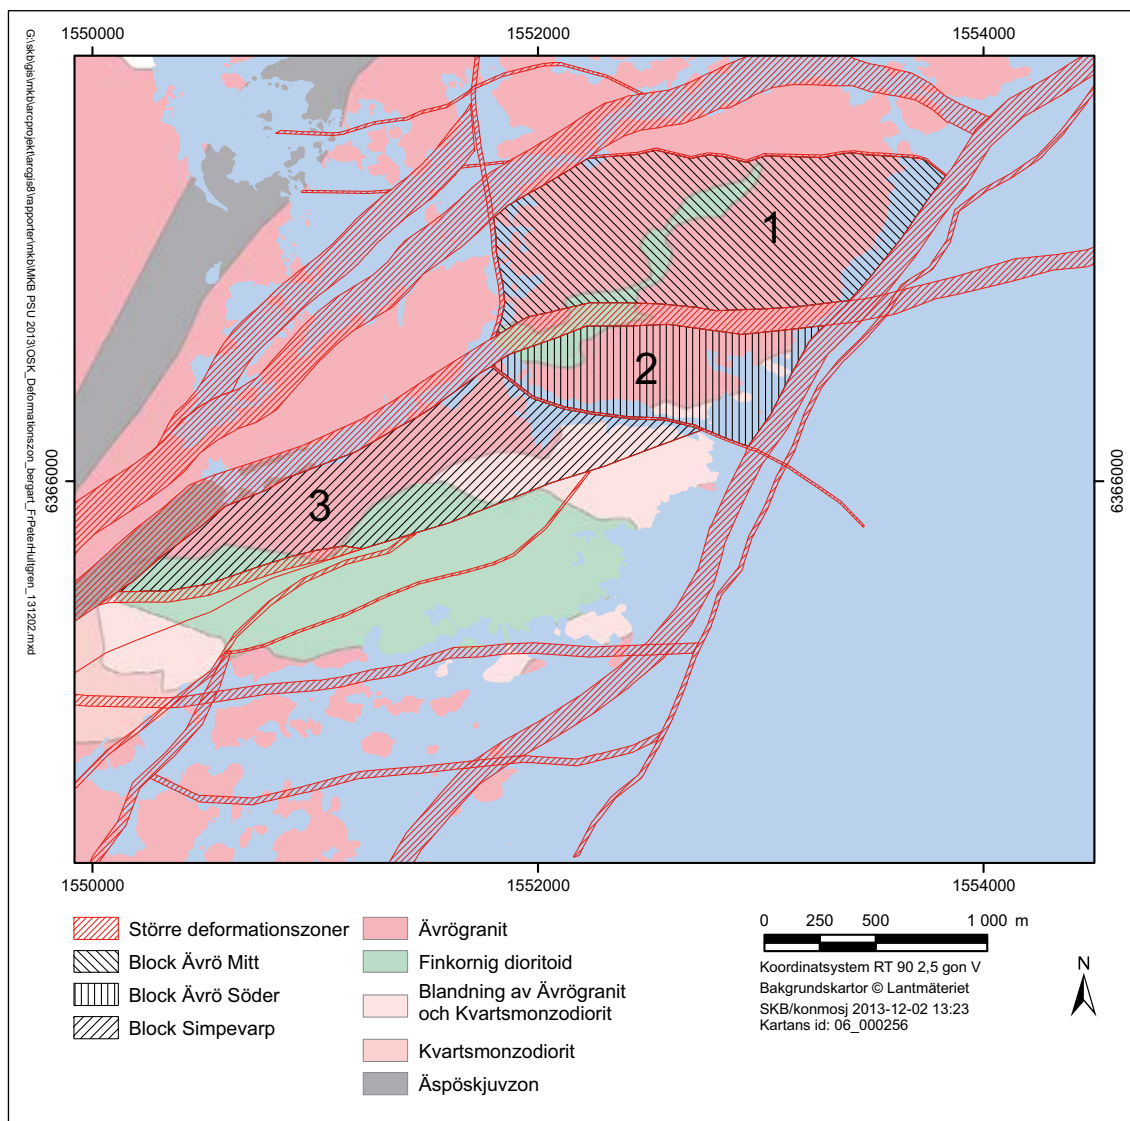 1550000
1552000
1554000
G:\skb\gis\mkb\arcprojekt\arcgis8\rapporter\mkb\MKB PSU 2013\OSK_Deformationszon_bergart_FrPeterHultgren_131202.mxd
6366000
6366000
1
2
3
1550000
1552000
1554000
Större deformationszoner
Block Ävrö Mitt
Block Ävrö Söder
Block Simpevarp
Ävrögranit
Finkornig dioritoid
Blandning av Ävrögranit
och Kvartsmonzodiorit
Kvartsmonzodiorit
Äspöskjuvzon
0 250 500 1 000 m
Koordinatsystem RT 90 2,5 gon V
Bakgrundskartor © Lantmäteriet
SKB/konmosj 2013-12-02 13:23
Kartans id: 06_000256
N